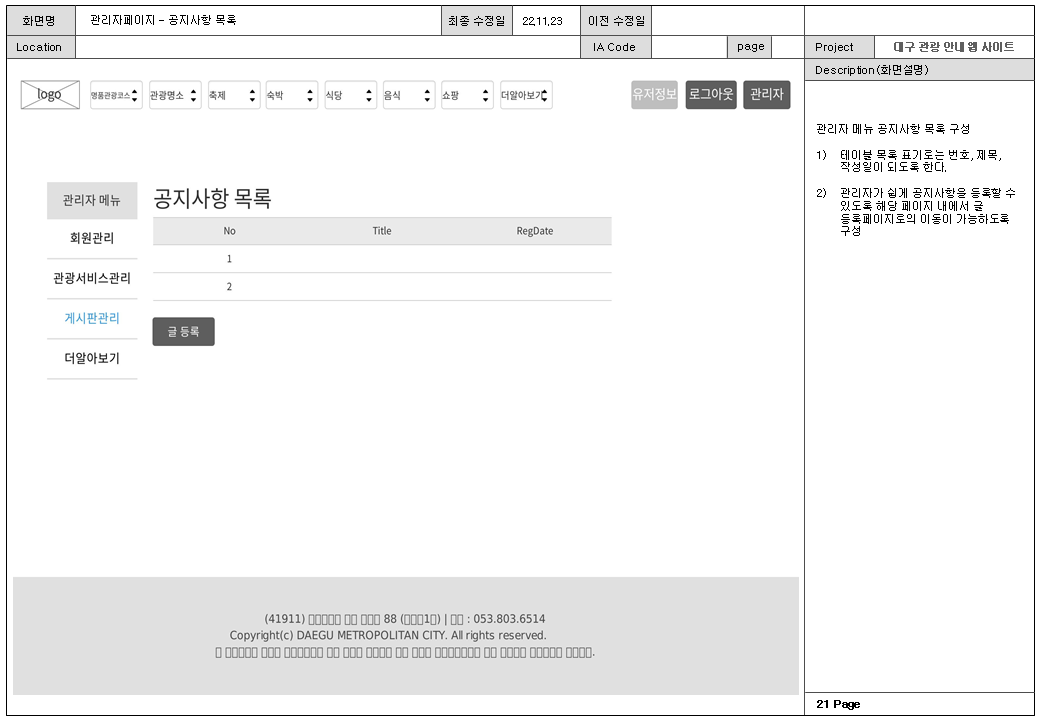 화면명 관리자페이지 - 공지사항 목록 최종 수정일 22.11.23 이전 수정일
Location IA Code page Project 대구 관광 안내 웹 사이트
Description(화면설명)
logo 명품관광코스 관광명소 축제 숙박 식당 음식 쇼핑 더알아보기 유저정보 로그아웃 관리자
관리자 메뉴
회원관리
관광서비스관리
게시판관리
더알아보기
공지사항 목록
No Title RegDate
1
2
글 등록
관리자 메뉴 공지사항 목록 구성
1) 테이블 목록 표기로는 번호, 제목,
작성일이 되도록 한다.
2) 관리자가 쉽게 공지사항을 등록할 수
있도록 해당 페이지 내에서 글
등록페이지로의 이동이 가능하도록
구성
(41911) 88 ( 1 ) | : 053.803.6514
Copyright(c) DAEGU METROPOLITAN CITY. All rights reserved.
21 Page